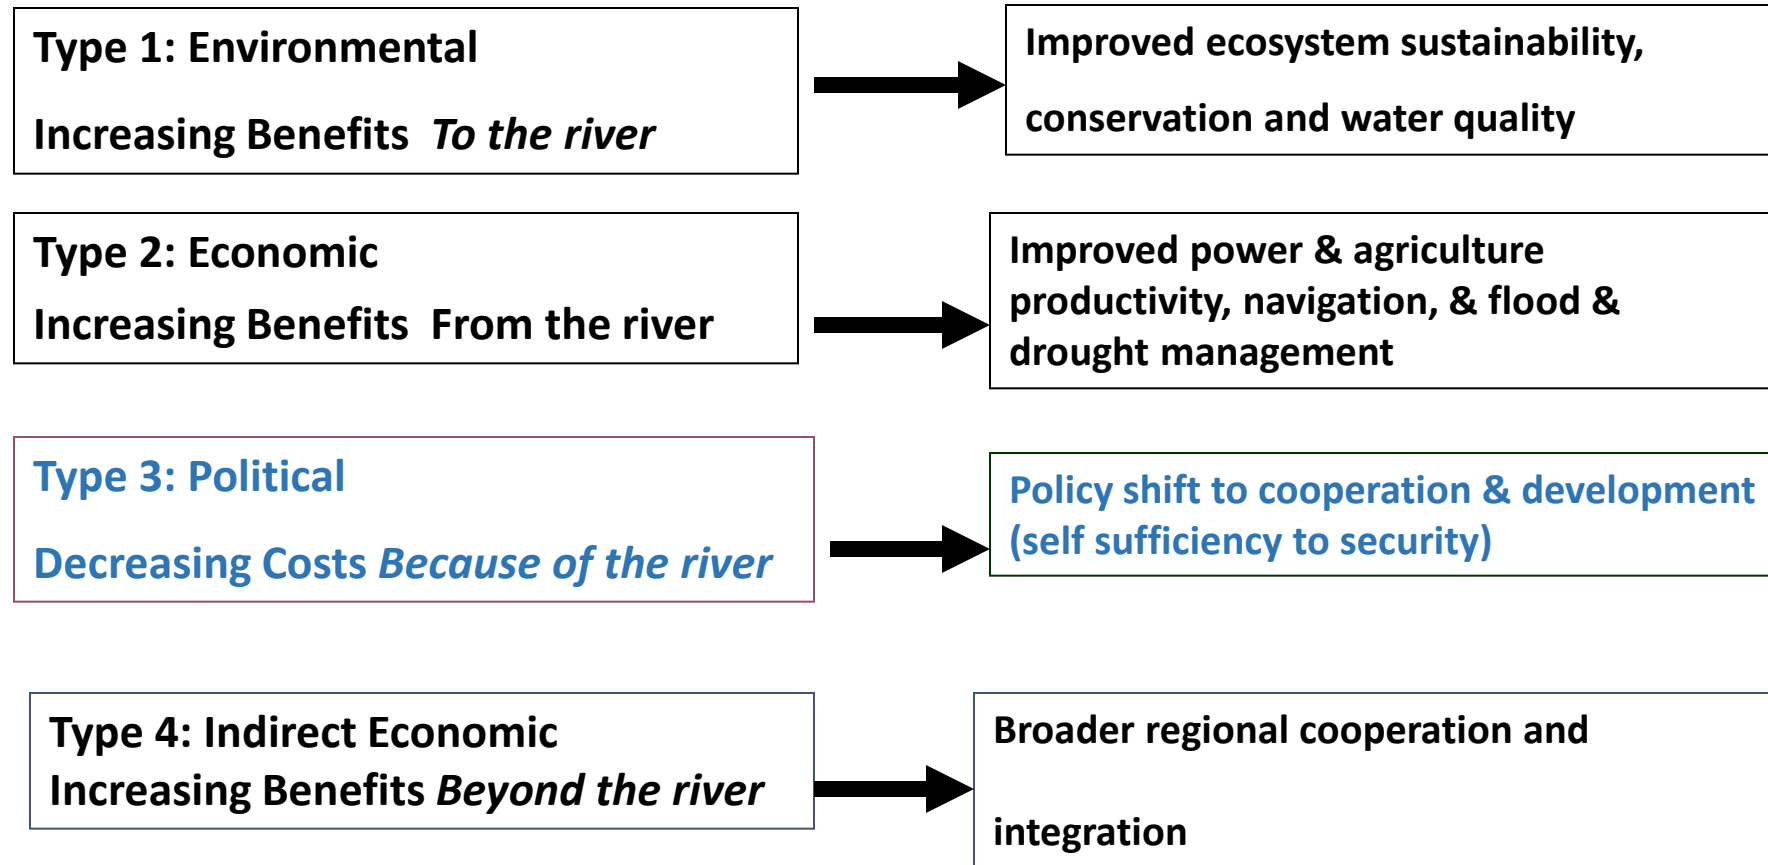 Type 1: Environmental
Increasing Benefits To the river
Improved ecosystem sustainability,
conservation and water quality
Type 2: Economic
Increasing Benefits From the river
Improved power & agriculture
productivity, navigation, & flood &
drought management
Type 3: Political
Decreasing Costs Because of the river
Policy shift to cooperation & development
(self sufficiency to security)
Type 4: Indirect Economic
Increasing Benefits Beyond the river
Broader regional cooperation and
integration